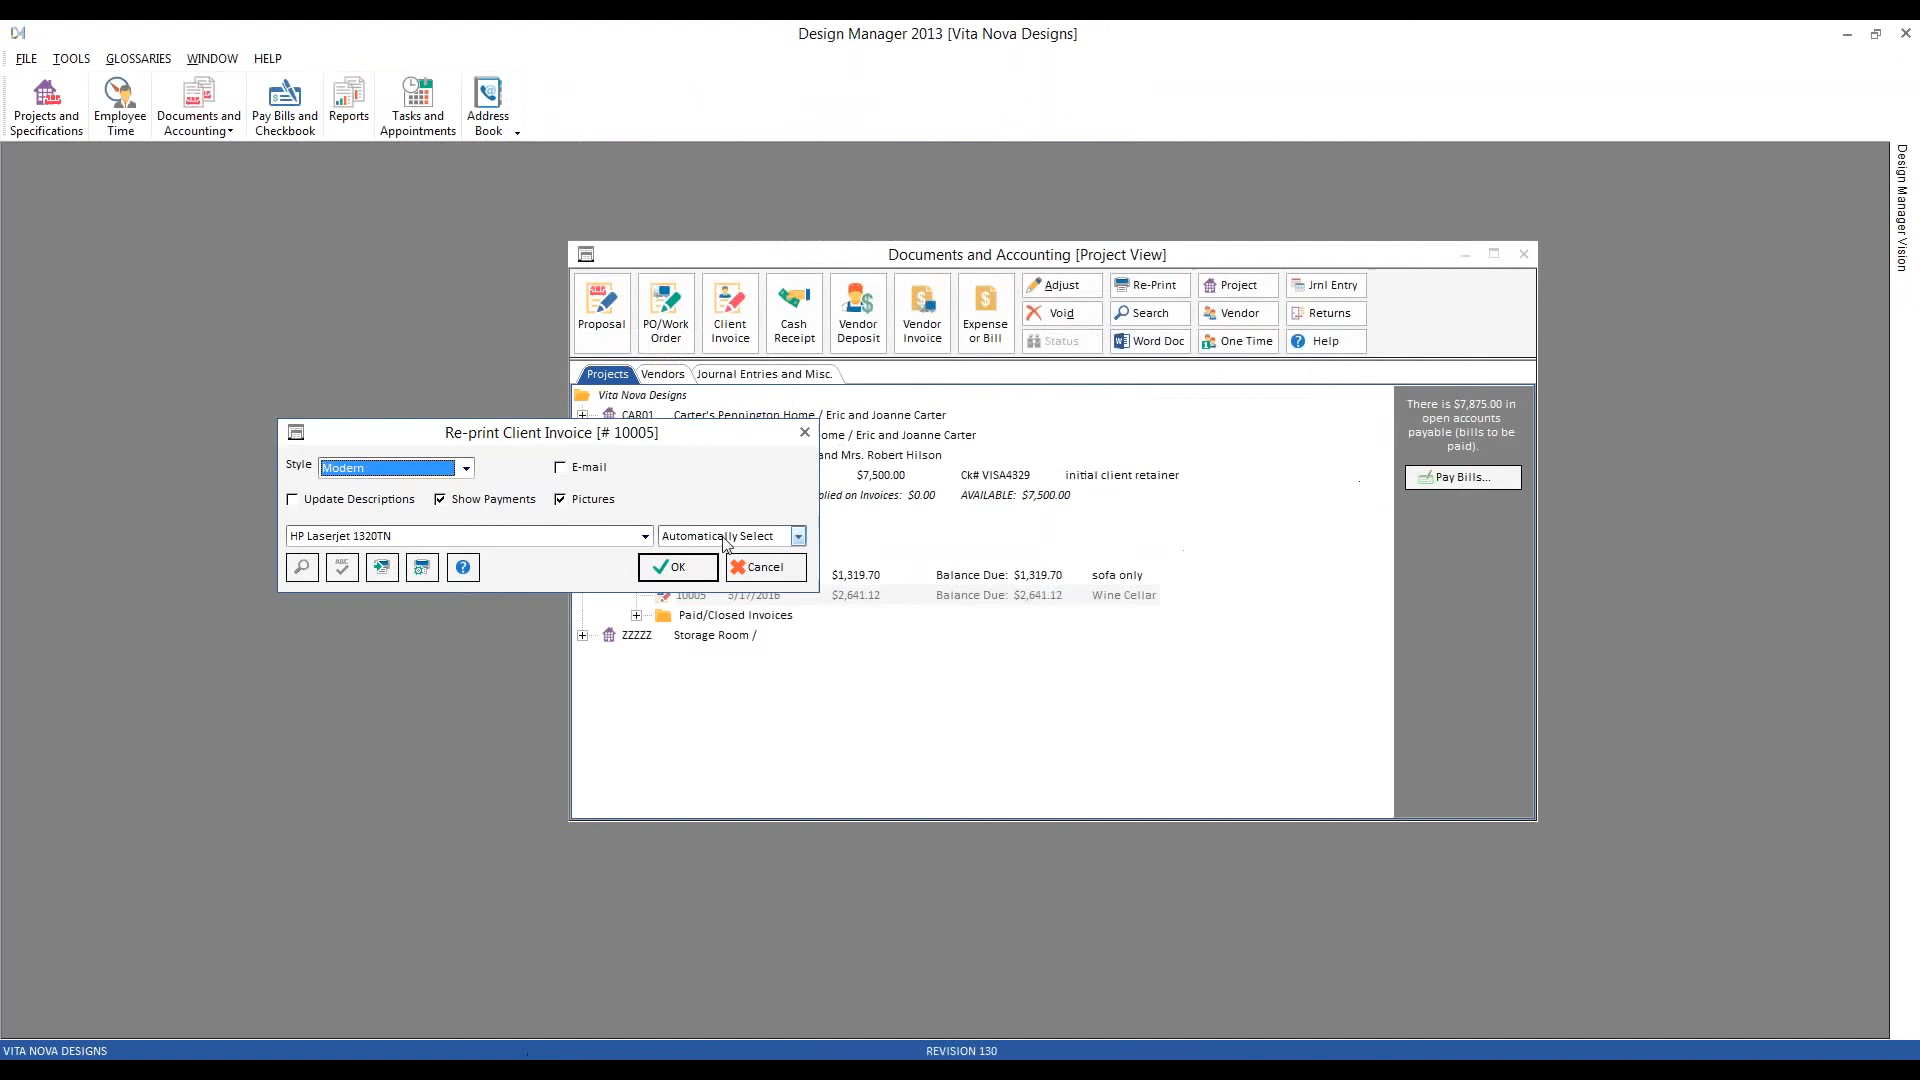 Design Manager 2013 [Vita Nova Designs]
FILE TOOLS GLOSSARIES WINDOW HELP
Projects and Specifications
Employee Time
Documents and Accounting
Pay Bills and Checkbook
Reports
Tasks and Appointments
Address Book
Design Manager Vision
Documents and Accounting [Project View]
Proposal
PO/Work Order
Client Invoice
Cash Receipt
Vendor Deposit
Vendor Invoice
Expense or Bill
Adjust Re-Print Project Jrnl Entry
Void Search Vendor Returns
Status Word Doc One Time Help
Projects Vendors Journal Entries and Misc.
Vita Nova Designs
CAR01 Carter's Pennington Home / Eric and Joanne Carter
ome / Eric and Joanne Carter
and Mrs. Robert Hilson
$7,500.00 Ck# VISA4329 initial client retainer
plied on Invoices: $0.00 AVAILABLE: $7,500.00
$1,319.70 Balance Due: $1,319.70 sofa only
10005 3/17/2016 $2,641.12 Balance Due: $2,641.12 Wine Cellar
Paid/Closed Invoices
ZZZZZ Storage Room /
There is $7,875.00 in
open accounts
payable (bills to be
paid).
Pay Bills...
Re-print Client Invoice [# 10005]
Style Modern E-mail
Update Descriptions Show Payments Pictures
HP Laserjet 1320TN Automatically Select
ABC OK Cancel
VITA NOVA DESIGNS REVISION 130